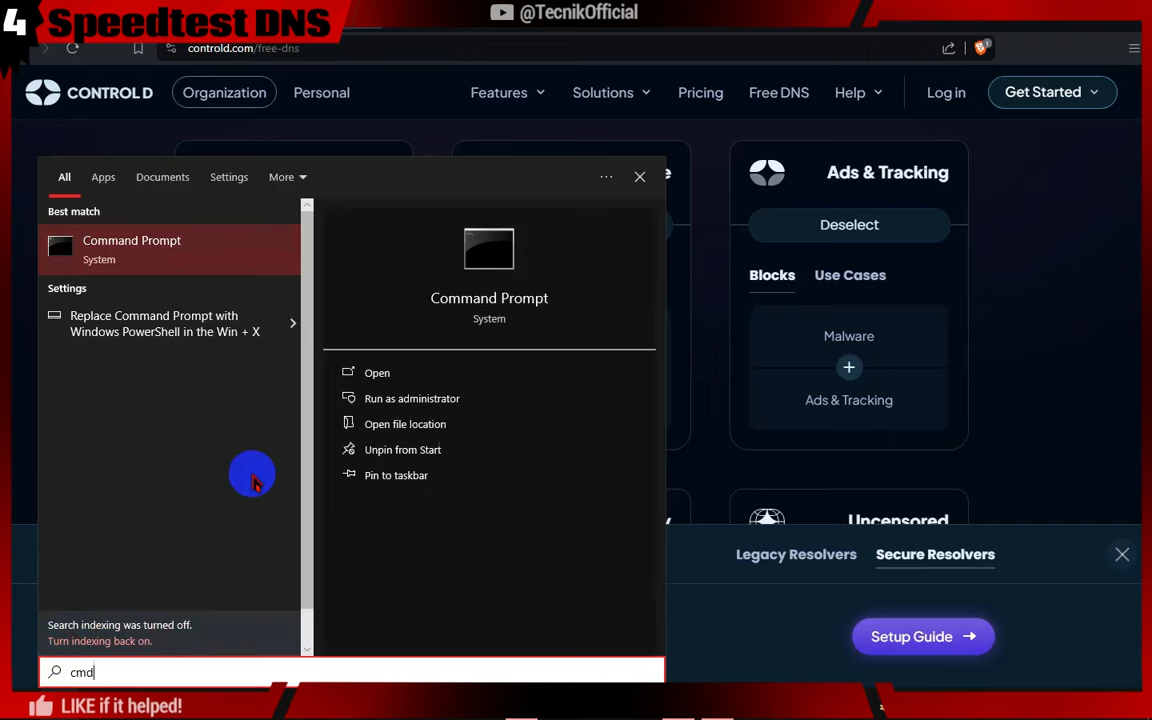 4 Speedtest DNS
@TecnikOfficial
controld.com/free-dns
1
CONTROL D
Organization
Personal
Features
Solutions
Pricing
Free DNS
Help
Log in
Get Started
Ads & Tracking
Deselect
Blocks
Use Cases
Malware
+
Ads & Tracking
Uncensored
Legacy Resolvers
Secure Resolvers
Setup Guide
All
Apps
Documents
Settings
More
Best match
Command Prompt
System
Settings
Replace Command Prompt with
Windows PowerShell in the Win + X
Command Prompt
System
Open
Run as administrator
Open file location
Unpin from Start
Pin to taskbar
Search indexing was turned off.
Turn indexing back on.
cmd
LIKE if it helped!